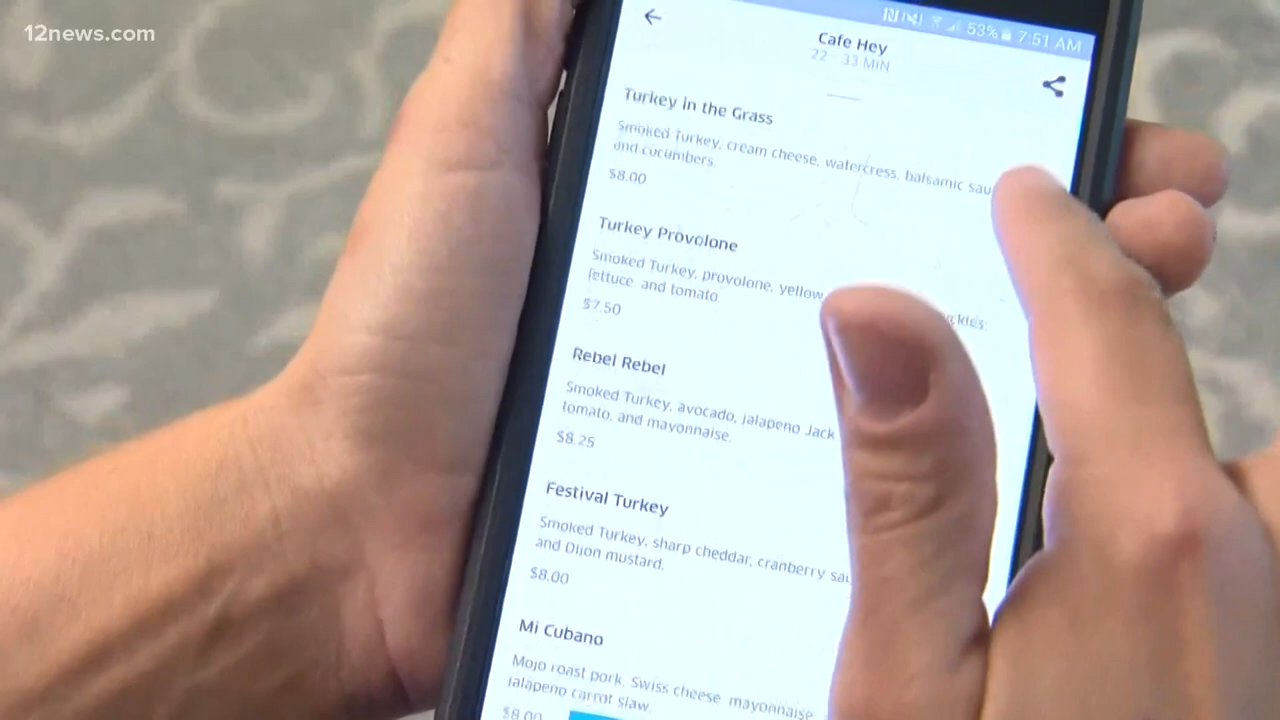 12news.com
53% 7:51 AM
Cafe Hey
22 - 33 MIN
Turkey in the Grass
Smoked Turkey, cream cheese, watercress, balsamic
and cucumbers.
$8.00
Turkey Provolone
Smoked Turkey, provolone, yellow
lettuce, and tomato.
$7.50
Rebel Rebel
Smoked Turkey, avocado, jalapeno Jack
tomato, and mayonnaise.
$8.25
Festival Turkey
Smoked Turkey, sharp cheddar, cranberry
and Dijon mustard.
$8.00
Mi Cubano
Mojo roast pork, Swiss cheese, mayonnaise,
jalapeno carrot slaw.
$8.00